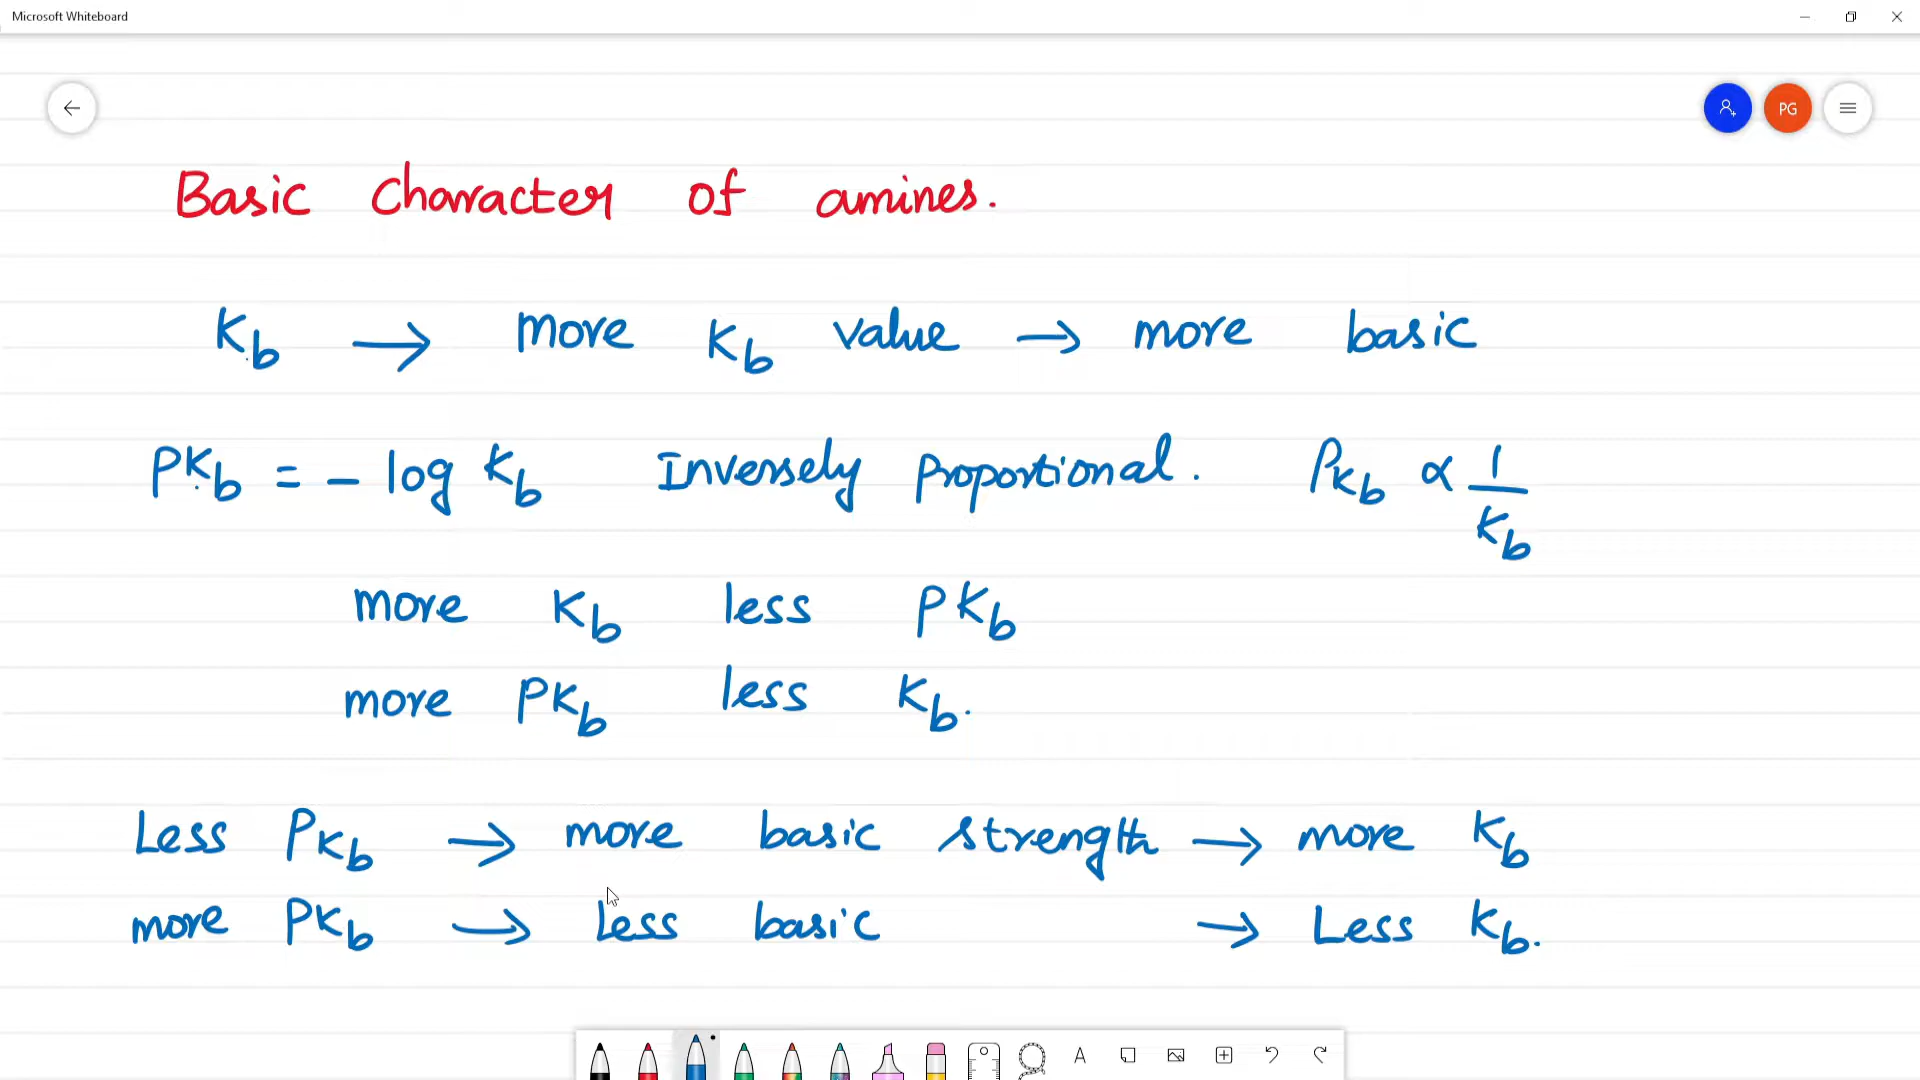 Microsoft Whiteboard
PG
Basic Character of amines.
Kb → more Kb value → more basic
PKb = - log Kb Inversely Proportional. PKb ∝ 1/Kb
more Kb less PKb
more PKb less Kb.
Less PKb → more basic strength → more Kb
more PKb → Less basic → Less Kb.
A